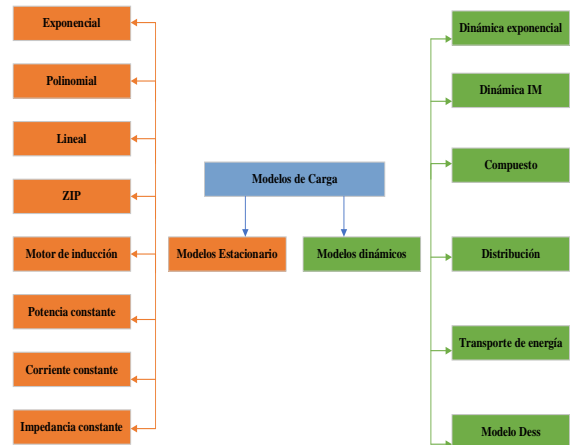 Exponencial
Polinomial
Lineal
ZIP
Motor de inducción
Potencia constante
Corriente constante
Impedancia constante
Modelos de Carga
Modelos Estacionario
Modelos dinámicos
Dinámica exponencial
Dinámica IM
Compuesto
Distribución
Transporte de energía
Modelo Dess